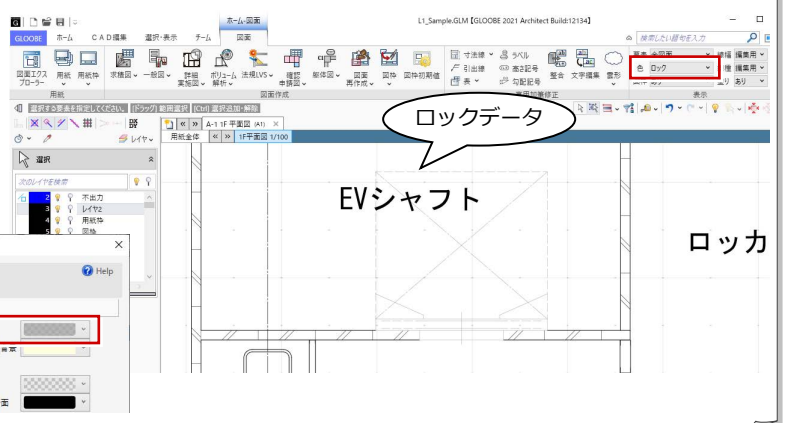 ホーム-図面
L1_Sample.GLM【GLOOBE 2021 Architect Build:12134】
GLOOBE ホーム CAD編集 選択・表示 チーム 図面
検索したい語句を入力
図面エクスプローラー 用紙 用紙枠 求積図 一般図 詳細実施図 ポリューム解析 法規LVS 確認申請図 躯体図 図面再作成 図面 図枠 図枠初期値
寸法線 ラベル
引出線 高さ記号
表 勾配記号
整合 文字編集 雲形
線幅 編集用
色 ロック 編集用
あり あり
用紙 図面作成 表示
選択する要素を指定してください。[ドラッグ]範囲選択 [Ctrl]選択追加・解除
レイヤ
A-1 1F 平面図 (A1)
用紙全体 1F平面図 1/100
選択
次のレイヤを検索
2 不出力
3 レイヤ2
4 用紙枠
5 図枠
Help
ロックデータ
EVシャフト
ロッカ